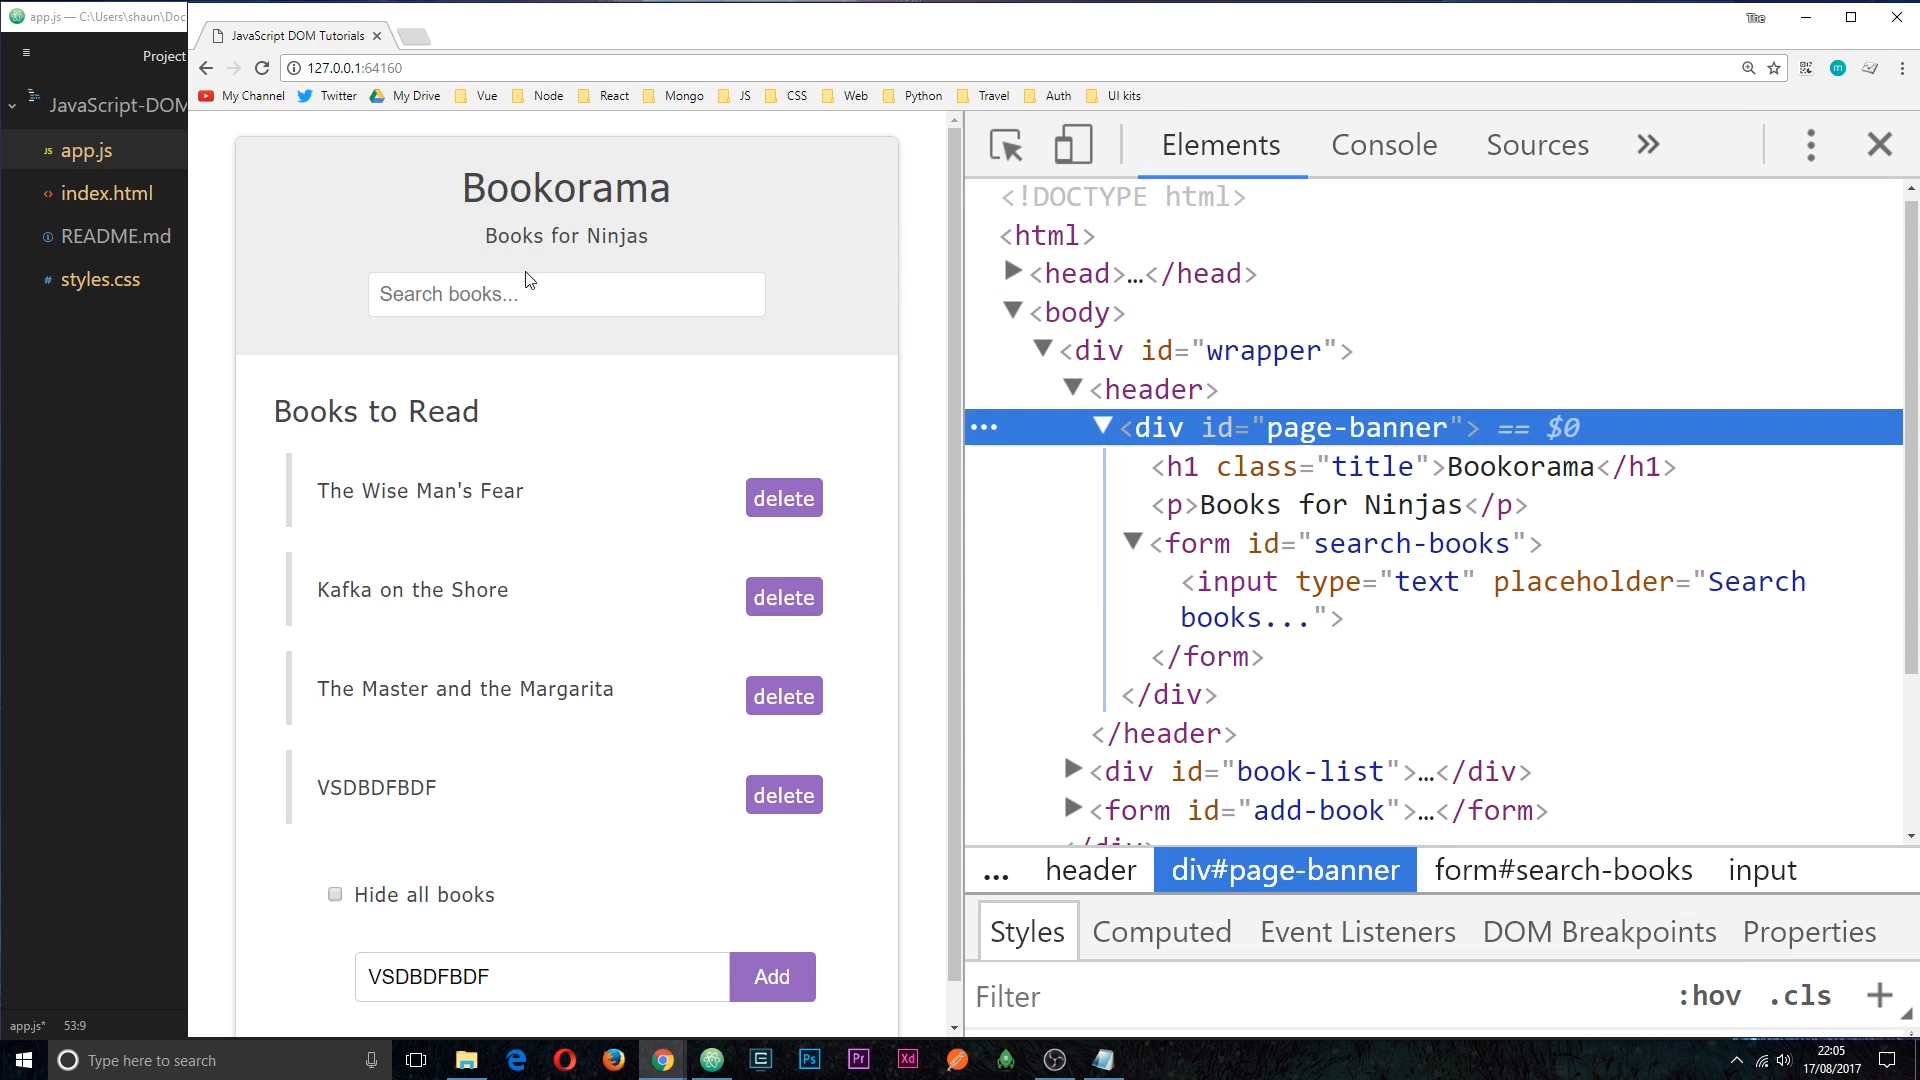 app.js — C:\Users\shaun\Doc
Project
JavaScript-DOM
app.js
index.html
README.md
styles.css
app.js* 53:9
JavaScript DOM Tutorials
The
127.0.0.1:64160
My Channel Twitter My Drive Vue Node React Mongo JS CSS Web Python Travel Auth UI kits
Bookorama
Books for Ninjas
Search books...
Books to Read
The Wise Man's Fear delete
Kafka on the Shore delete
The Master and the Margarita delete
VSDBDFBDF delete
Hide all books
VSDBDFBDF Add
Elements Console Sources »
<!DOCTYPE html>
<html>
<head>…</head>
<body>
<div id="wrapper">
<header>
<div id="page-banner"> == $0
<h1 class="title">Bookorama</h1>
<p>Books for Ninjas</p>
<form id="search-books">
<input type="text" placeholder="Search
books...">
</form>
</div>
</header>
<div id="book-list">…</div>
<form id="add-book">…</form>
</div>
... header div#page-banner form#search-books input
Styles Computed Event Listeners DOM Breakpoints Properties
Filter :hov .cls +
Type here to search
Ps Pr Xd
22:05
17/08/2017